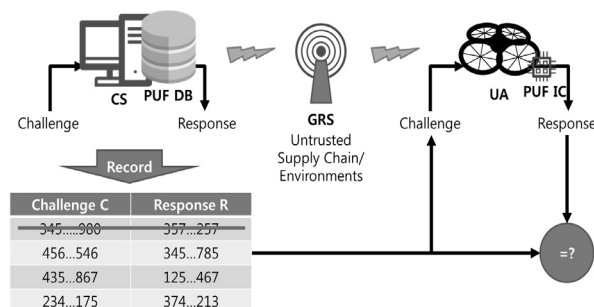 CS
PUF DB
GRS
Untrusted
Supply Chain/
Environments
UA
PUF IC
Challenge
Response
Challenge
Response
Record
Challenge C
Response R
345.....980
357...257
456...546
345...785
435...867
125...467
234...175
374...213
=?